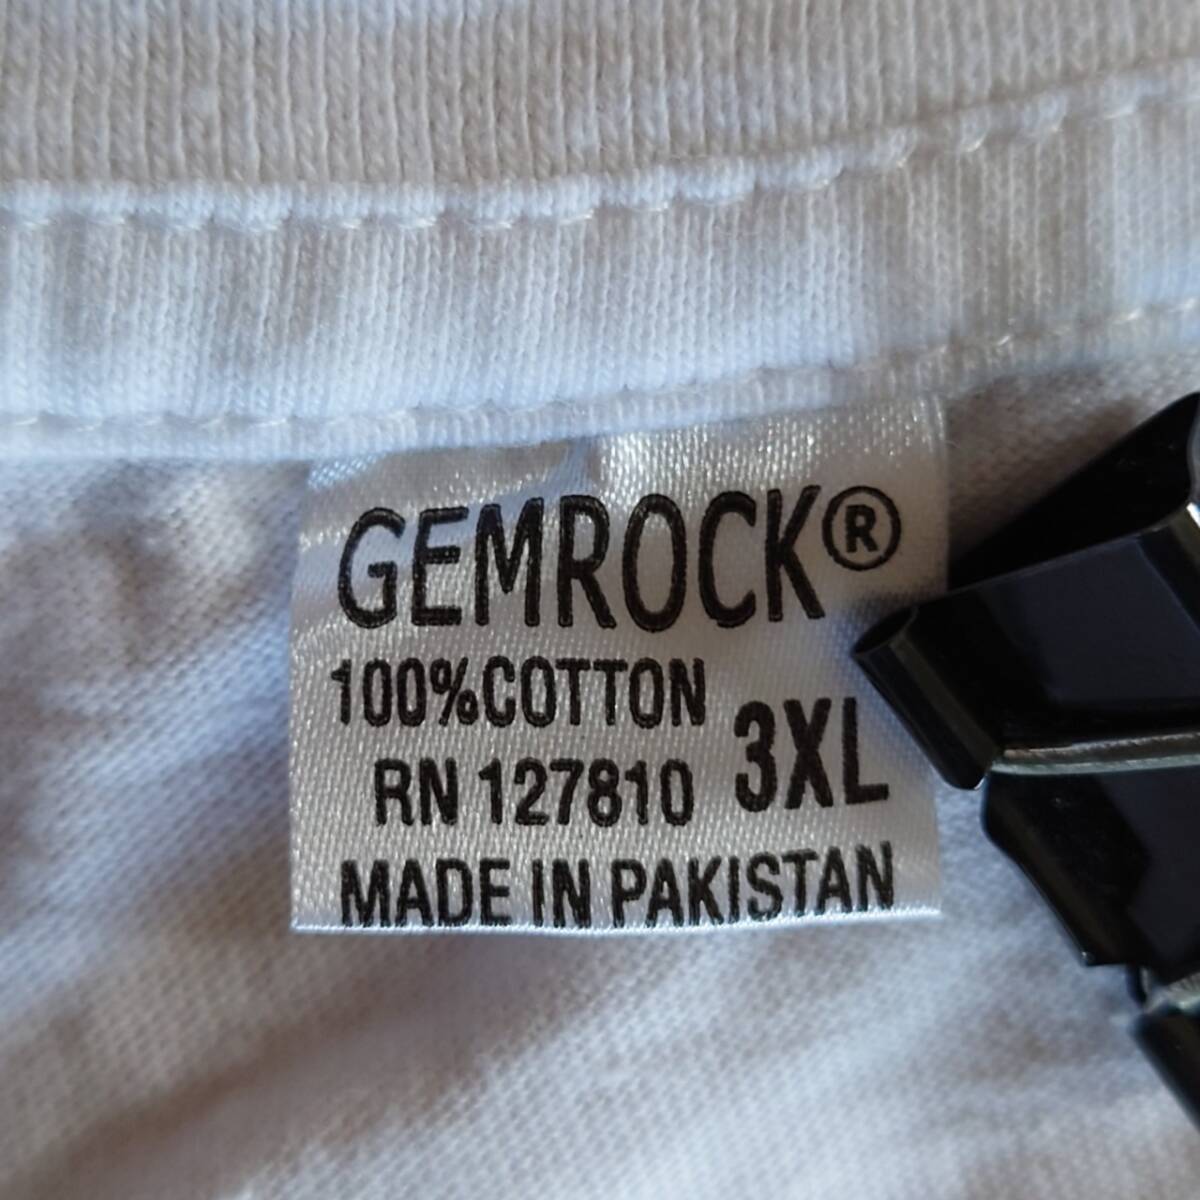 GEMROCK®
100%COTTON
RN 127810 3XL
MADE IN PAKISTAN